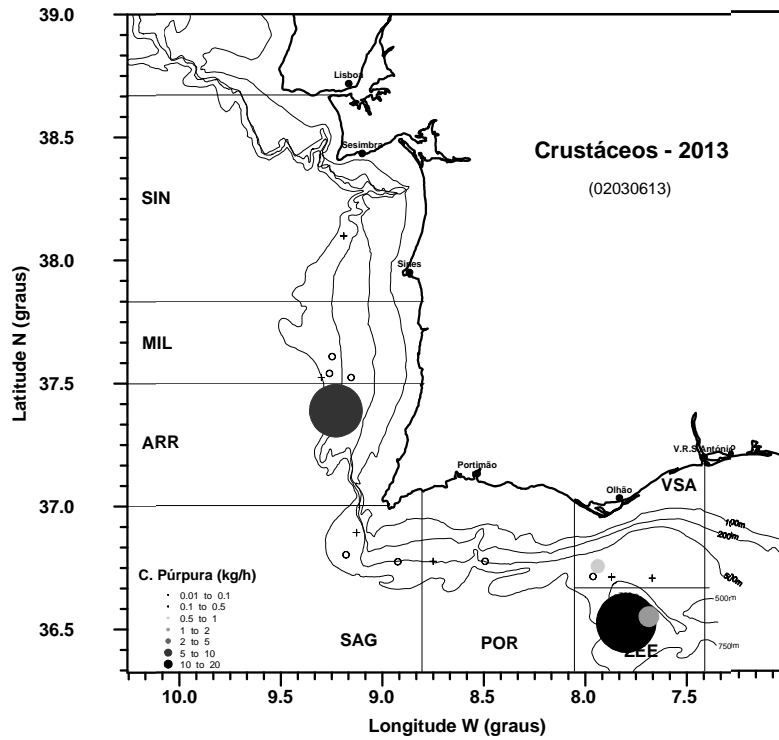 39.0
38.5
38.0
37.5
37.0
36.5
Latitude N (graus)
Crustáceos - 2013
(02030613)
Lisboa
Sesimbra
SIN
Sines
MIL
ARR
Portimão
V.R.S.António
Olhão
VSA
100m
200m
500m
C. Púrpura (kg/h)
0.01 to 0.1
0.1 to 0.5
0.5 to 1
1 to 2
2 to 5
5 to 10
10 to 20
500m
SAG
POR
ZEE
750m
10.0 9.5 9.0 8.5 8.0 7.5
Longitude W (graus)